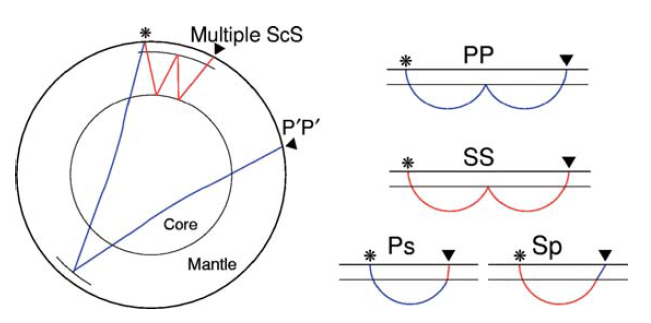 Multiple ScS
P′P′
Core
Mantle
PP
SS
Ps
Sp